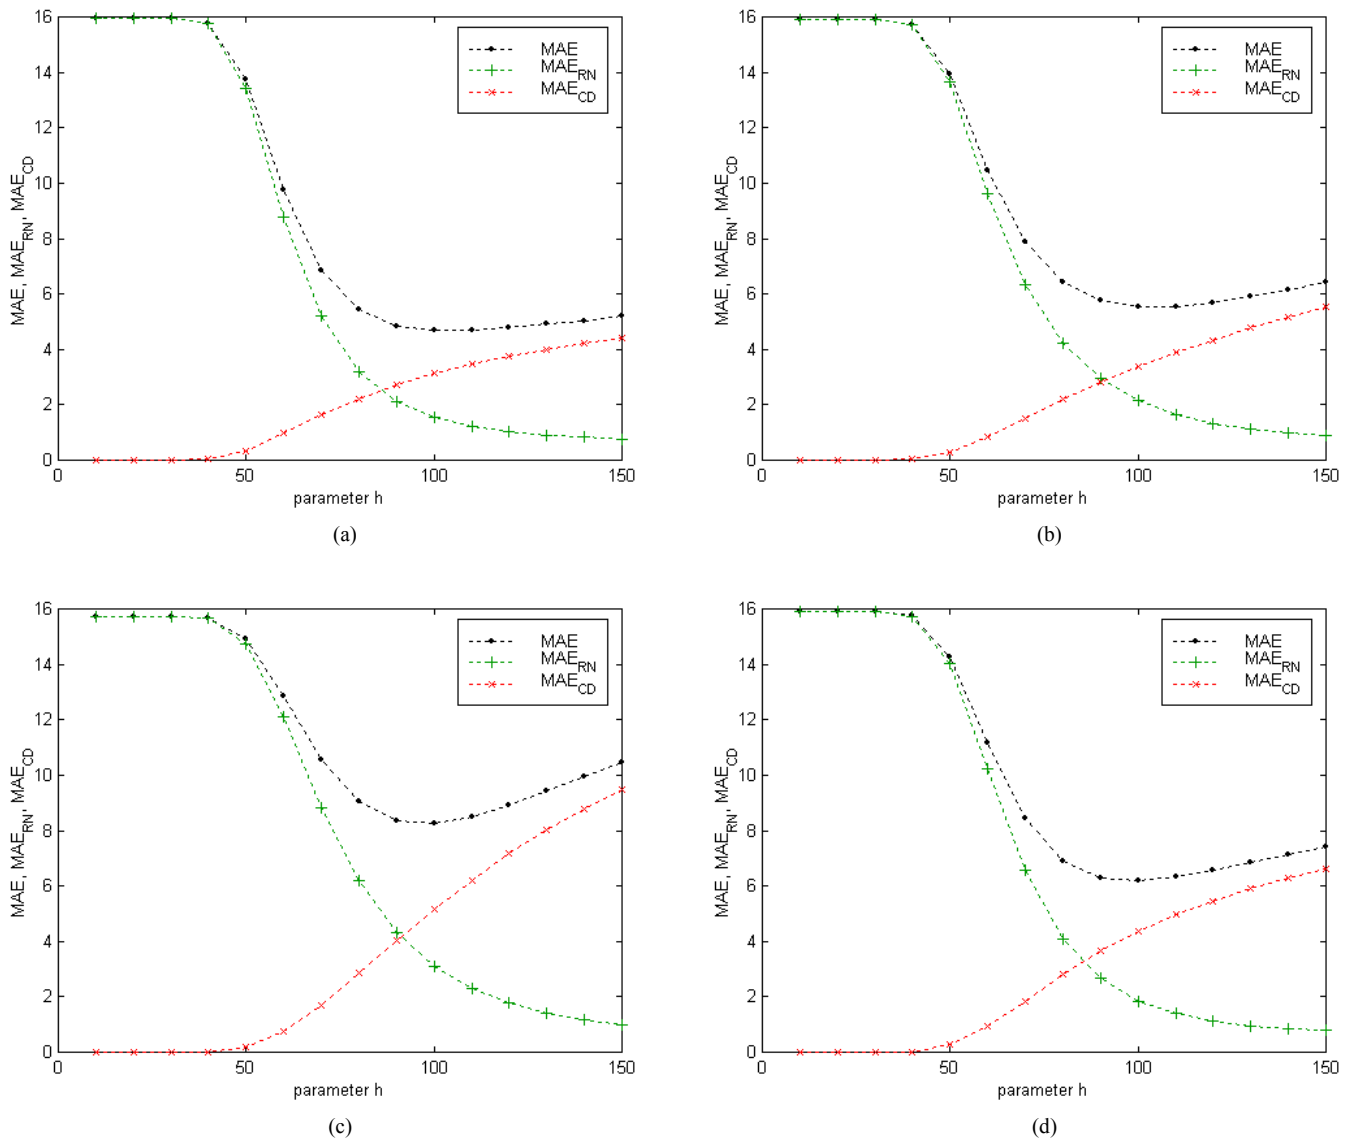 16
14
12
10
8
6
4
2
0
MAE, MAE_RN, MAE_CD
MAE
MAE_RN
MAE_CD
0 50 100 150
parameter h
(a)
16
14
12
10
8
6
4
2
0
MAE, MAE_RN, MAE_CD
MAE
MAE_RN
MAE_CD
0 50 100 150
parameter h
(b)
16
14
12
10
8
6
4
2
0
MAE, MAE_RN, MAE_CD
MAE
MAE_RN
MAE_CD
0 50 100 150
parameter h
(c)
16
14
12
10
8
6
4
2
0
MAE, MAE_RN, MAE_CD
MAE
MAE_RN
MAE_CD
0 50 100 150
parameter h
(d)